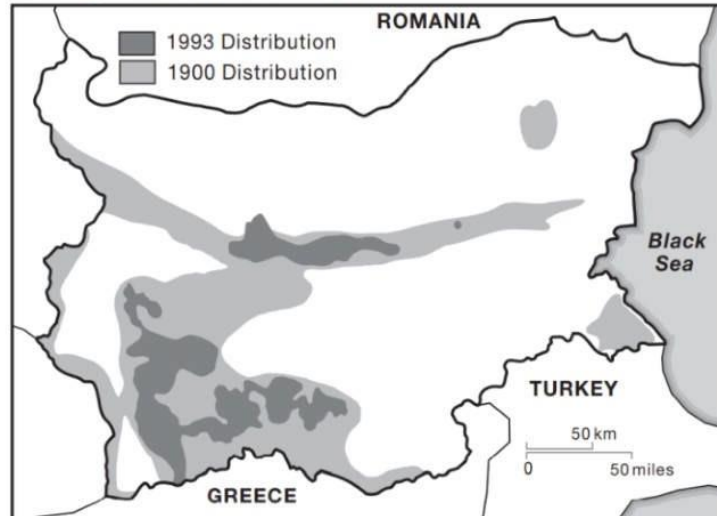 ROMANIA
1993 Distribution
1900 Distribution
Black
Sea
TURKEY
50 km
0
50 miles
GREECE